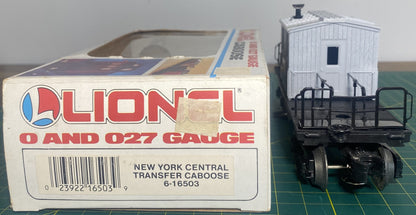 LIONEL
O AND O27 GAUGE
NEW YORK CENTRAL
TRANSFER CABOOSE
6-16503
0 23922 16503 9